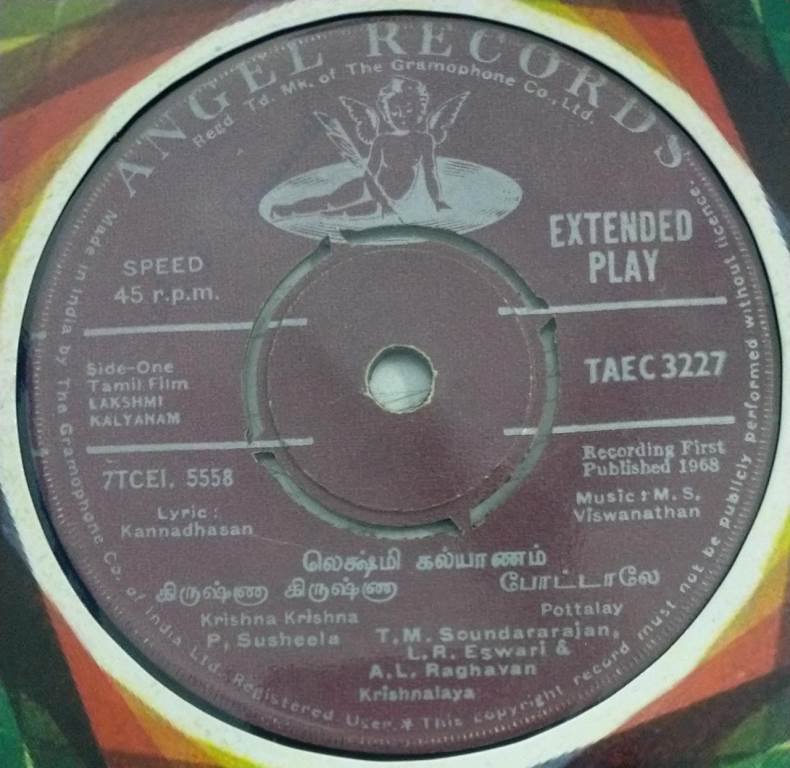 ANGEL RECORDS
Regd. Td. Mk. of The Gramophone Co., Ltd.
EXTENDED
PLAY
SPEED
45 r.p.m.
Side-One
Tamil Film
LAKSHMI
KALYANAM
TAEC 3227
7TCEI. 5558
Recording First
Published 1968
Lyric :
Kannadhasan
Music : M. S.
Viswanathan
லெக்ஷ்மி கல்யாணம்
கிருஷ்ண கிருஷ்ண போட்டாலே
Krishna Krishna Pottalay
P. Susheela T.M. Soundararajan,
L.R. Eswari &
A.L. Raghavan
Krishnalaya
Made in India by The Gramophone Co. of India Ltd. Registered User. * This copyright record must not be publicly performed without licence.